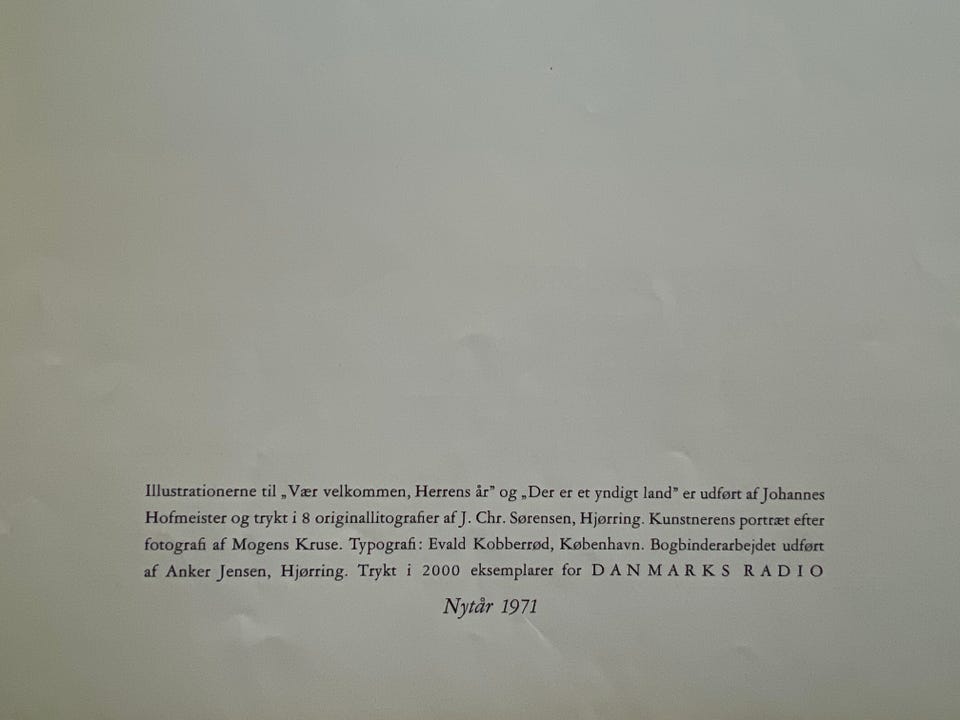 Illustrationerne til „Vær velkommen, Herrens år” og „Der er et yndigt land” er udført af Johannes
Hofmeister og trykt i 8 originallitografier af J. Chr. Sørensen, Hjørring. Kunstnerens portræt efter
fotografi af Mogens Kruse. Typografi: Evald Kobberrød, København. Bogbinderarbejdet udført
af Anker Jensen, Hjørring. Trykt i 2000 eksemplarer for DANMARKS RADIO
Nytår 1971